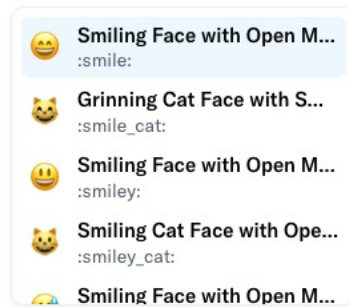 Smiling Face with Open M...
:smile:
Grinning Cat Face with S...
:smile_cat:
Smiling Face with Open M...
:smiley:
Smiling Cat Face with Ope...
:smiley_cat:
Smiling Face with Open M...